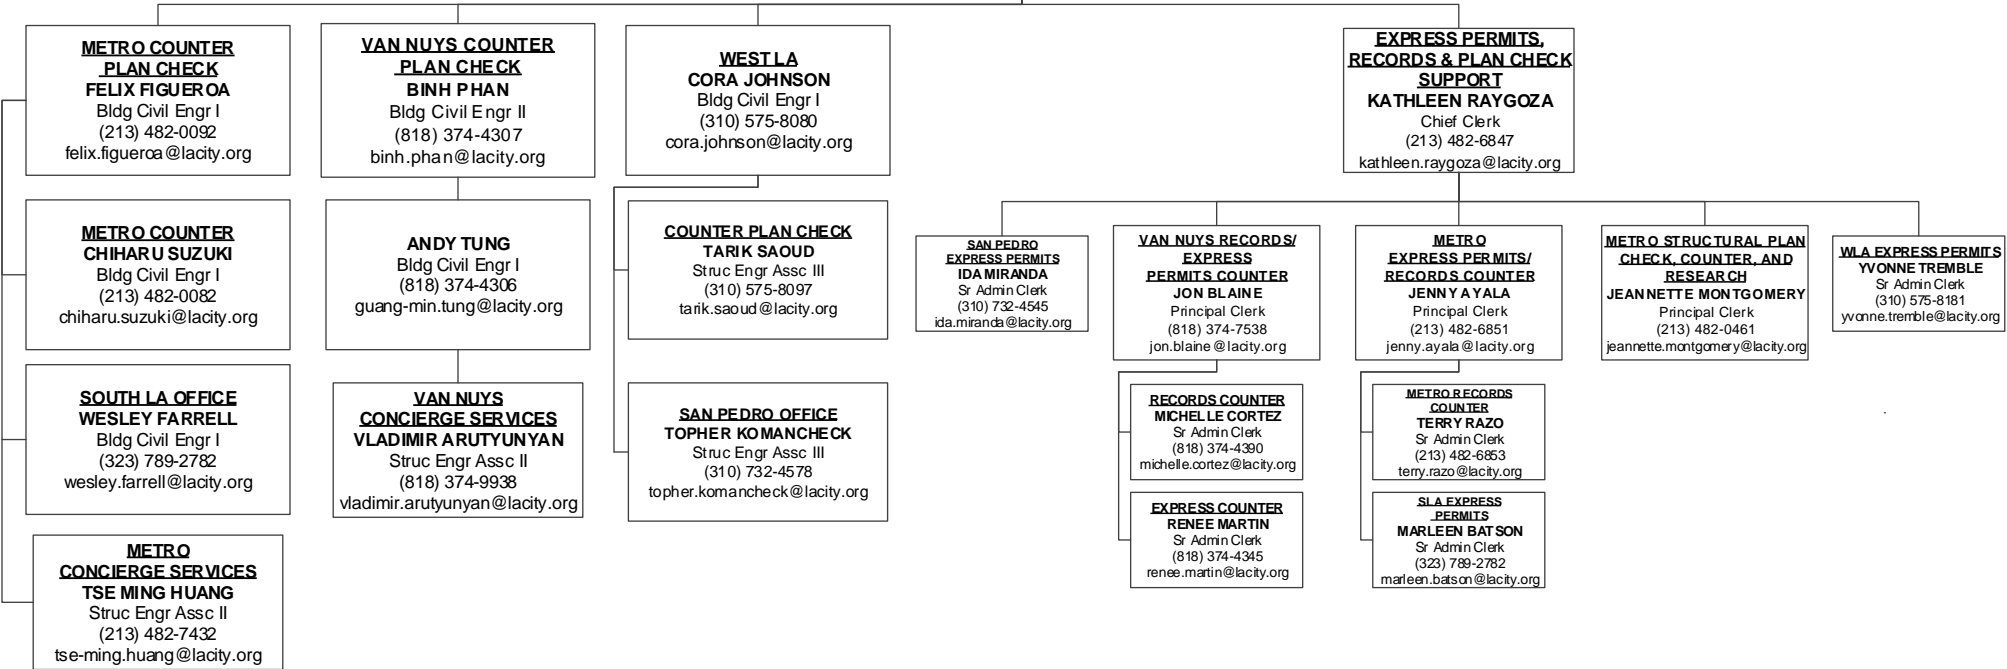 METRO COUNTER
PLAN CHECK
FELIX FIGUEROA
Bldg Civil Engr I
(213) 482-0092
felix.figueroa@lacity.org
METRO COUNTER
CHIHARU SUZUKI
Bldg Civil Engr I
(213) 482-0082
chiharu.suzuki@lacity.org
SOUTH LA OFFICE
WESLEY FARRELL
Bldg Civil Engr I
(323) 789-2782
wesley.farrell@lacity.org
METRO
CONCIERGE SERVICES
TSE MING HUANG
Struc Engr Assc II
(213) 482-7432
tse-ming.huang@lacity.org
VAN NUYS COUNTER
PLAN CHECK
BINH PHAN
Bldg Civil Engr II
(818) 374-4307
binh.phan@lacity.org
ANDY TUNG
Bldg Civil Engr I
(818) 374-4306
guang-min.tung@lacity.org
VAN NUYS
CONCIERGE SERVICES
VLADIMIR ARUTYUNYAN
Struc Engr Assc II
(818) 374-9938
vladimir.arutyunyan@lacity.org
WEST LA
CORA JOHNSON
Bldg Civil Engr I
(310) 575-8080
cora.johnson@lacity.org
COUNTER PLAN CHECK
TARIK SAOUD
Struc Engr Assc III
(310) 575-8097
tarik.saoud@lacity.org
SAN PEDRO OFFICE
TOPHER KOMANCHECK
Struc Engr Assc III
(310) 732-4578
topher.komancheck@lacity.org
EXPRESS PERMITS,
RECORDS & PLAN CHECK
SUPPORT
KATHLEEN RAYGOZA
Chief Clerk
(213) 482-6847
kathleen.raygoza@lacity.org
SAN PEDRO
EXPRESS PERMITS
IDA MIRANDA
Sr Admin Clerk
(310) 732-4545
ida.miranda@lacity.org
VAN NUYS RECORDS/
EXPRESS
PERMITS COUNTER
JON BLAINE
Principal Clerk
(818) 374-7538
jon.blaine@lacity.org
RECORDS COUNTER
MICHELLE CORTEZ
Sr Admin Clerk
(818) 374-4390
michelle.cortez@lacity.org
EXPRESS COUNTER
RENEE MARTIN
Sr Admin Clerk
(818) 374-4345
renee.martin@lacity.org
METRO
EXPRESS PERMITS/
RECORDS COUNTER
JENNY AYALA
Principal Clerk
(213) 482-6851
jenny.ayala@lacity.org
METRO RECORDS
COUNTER
TERRY RAZO
Sr Admin Clerk
(213) 482-6853
terry.razo@lacity.org
SLA EXPRESS
PERMITS
MARLEEN BATSON
Sr Admin Clerk
(323) 789-2782
marleen.batson@lacity.org
METRO STRUCTURAL PLAN
CHECK, COUNTER, AND
RESEARCH
JEANNETTE MONTGOMERY
Principal Clerk
(213) 482-0461
jeannette.montgomery@lacity.org
WLA EXPRESS PERMITS
YVONNE TREMBLE
Sr Admin Clerk
(310) 575-8181
yvonne.tremble@lacity.org